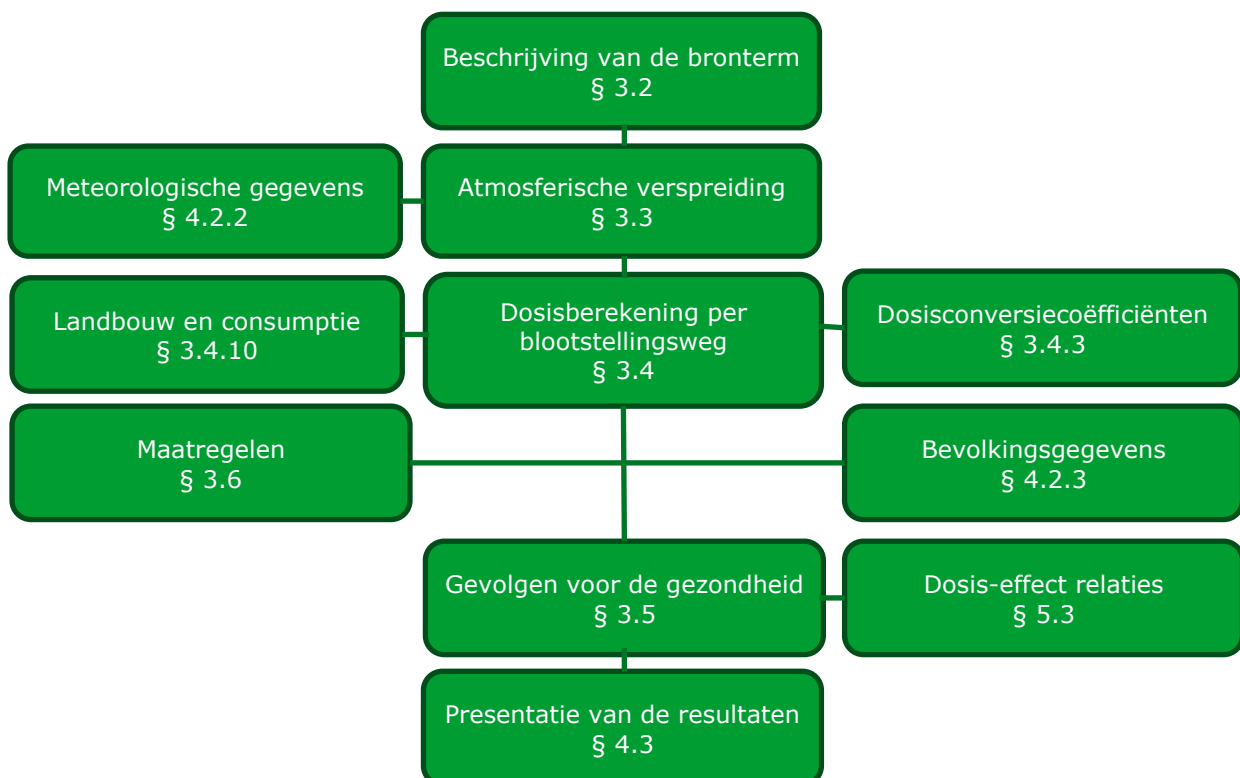 Beschrijving van de bronterm
§ 3.2
Meteorologische gegevens
§ 4.2.2
Atmosferische verspreiding
§ 3.3
Landbouw en consumptie
§ 3.4.10
Dosisberekening per
blootstellingsweg
§ 3.4
Dosisconversiecoëfficiënten
§ 3.4.3
Maatregelen
§ 3.6
Bevolkingsgegevens
§ 4.2.3
Gevolgen voor de gezondheid
§ 3.5
Dosis-effect relaties
§ 5.3
Presentatie van de resultaten
§ 4.3